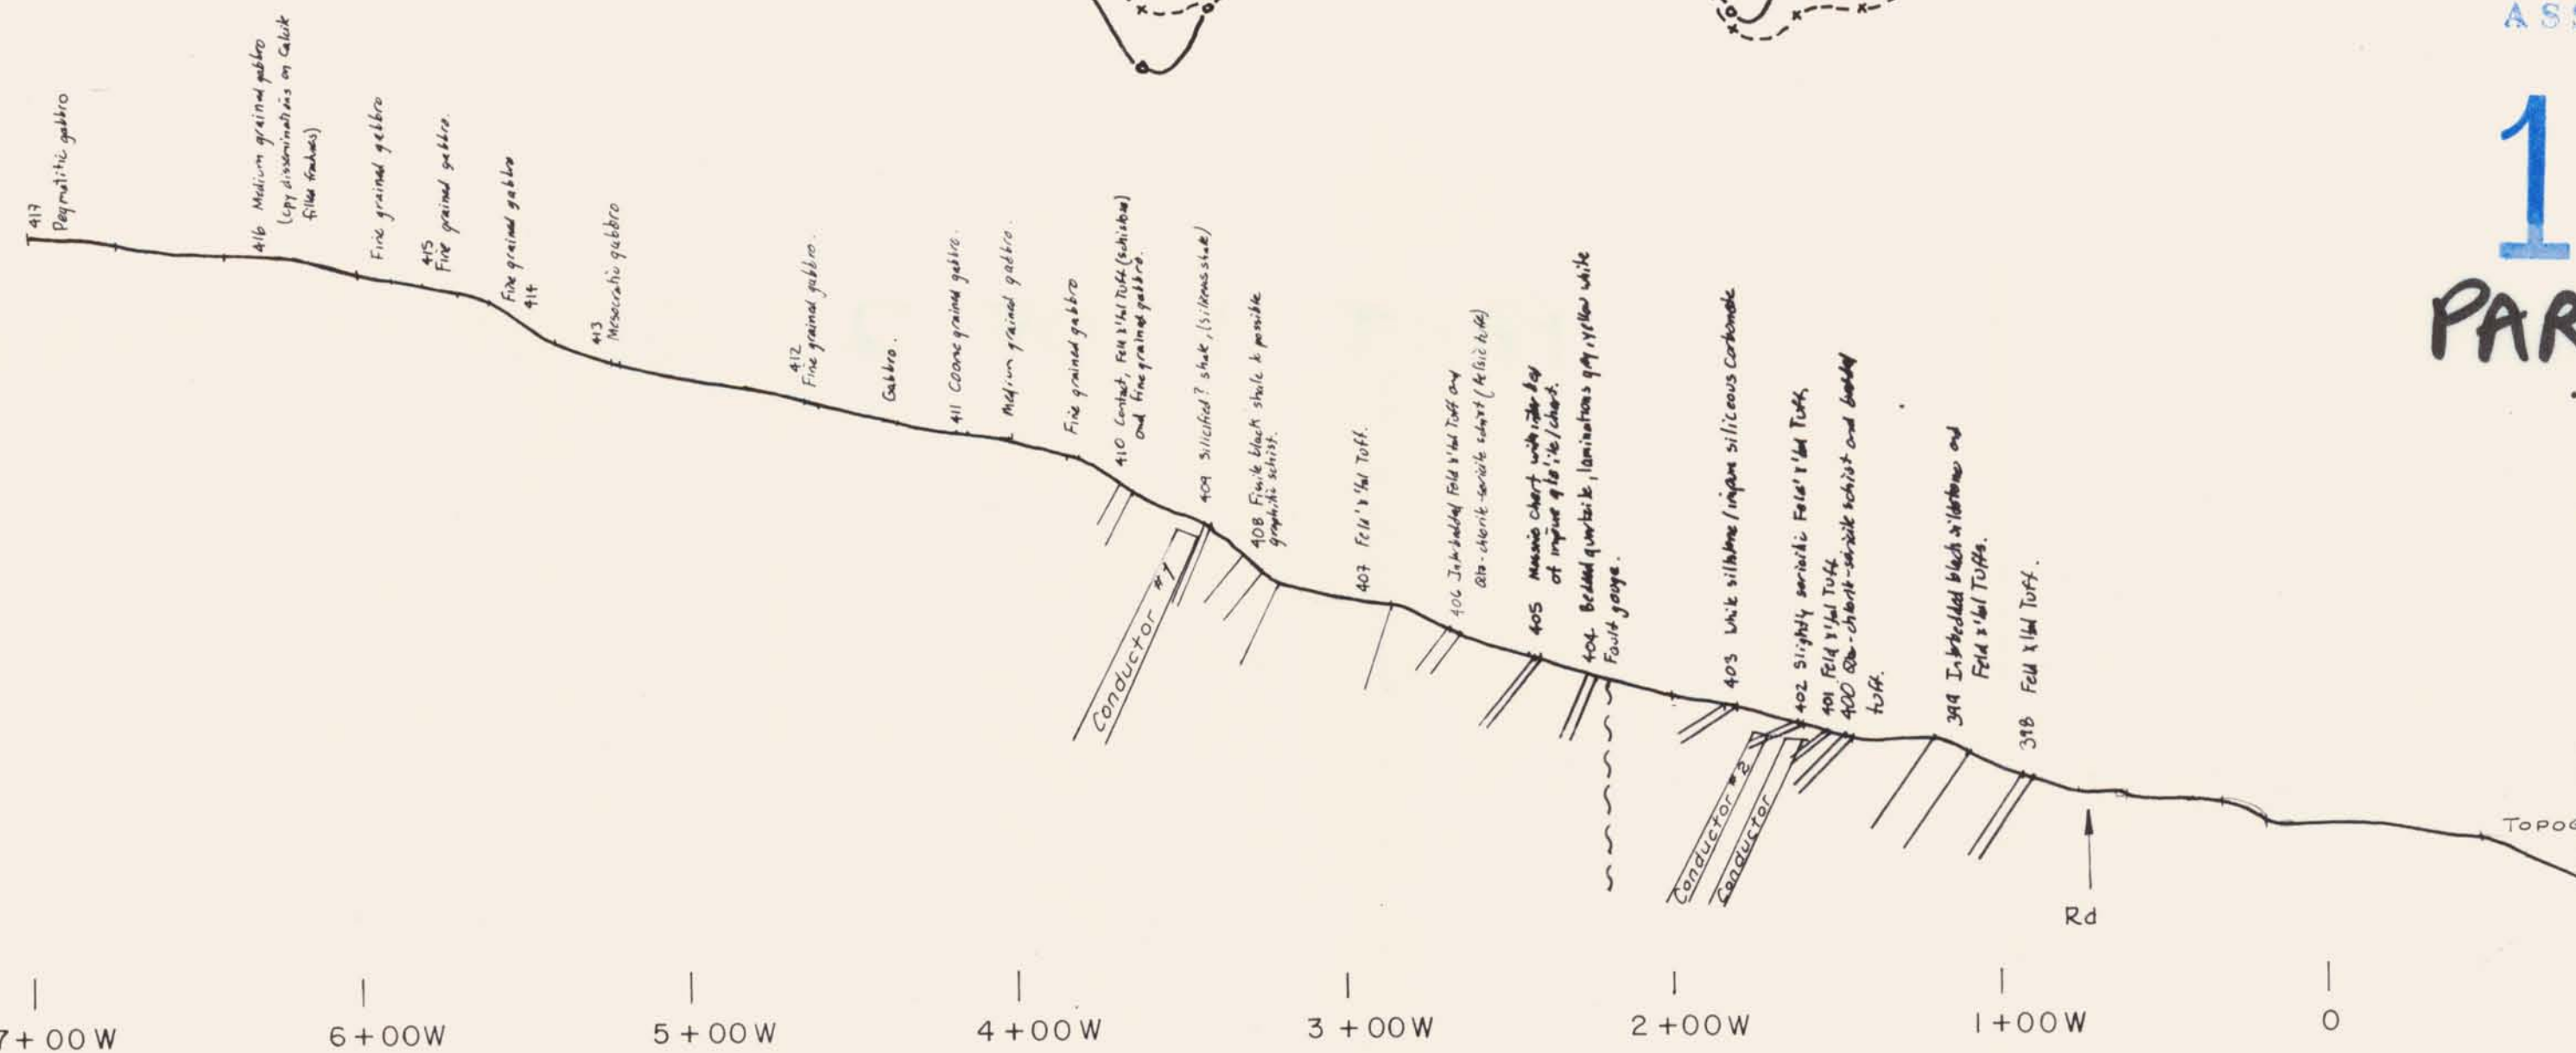 ASS
1
PAR
417
Pegmatitic gabbro
416 Medium grained gabbro
(cpy disseminations on Calcite
filled fractures)
Fine grained gabbro
415
Fine grained gabbro.
Fine grained gabbro
414
413
Mesocratic gabbro
412
Fine grained gabbro.
Gabbro.
411 Coarse grained gabbro.
Medium grained gabbro.
Fine grained gabbro
410 Contact, Feld x'tal Tuff (schistose)
and fine grained gabbro.
409 Silicified? shale,
408 Fissile black shale to possible
graphitic schist.
407 Feld' x'tal Tuff.
406 Interbedded Feld x'tal Tuff and
Qtz-chlorite-sericite schist (felsic tuff)
405 Massive chert with
of impure qtz'ite/chert.
404 Bedded quartzite, laminations gry, yellow white
Fault gouge.
403 White siltstone/impure siliceous carbonate
402 Slightly sericitic Feld' x'tal Tuff,
401 Feld x'tal Tuff
400 Qtz-chlorit-sericite schist and bedded
tuff.
399 Interbedded black siltstone and
Feld x'tal Tuffs.
398 Feld x'tal Tuff.
Conductor #1
Conductor #2
Conductor
Rd
TOPOG
7+00W
6+00W
5+00W
4+00W
3+00W
2+00W
1+00W
0